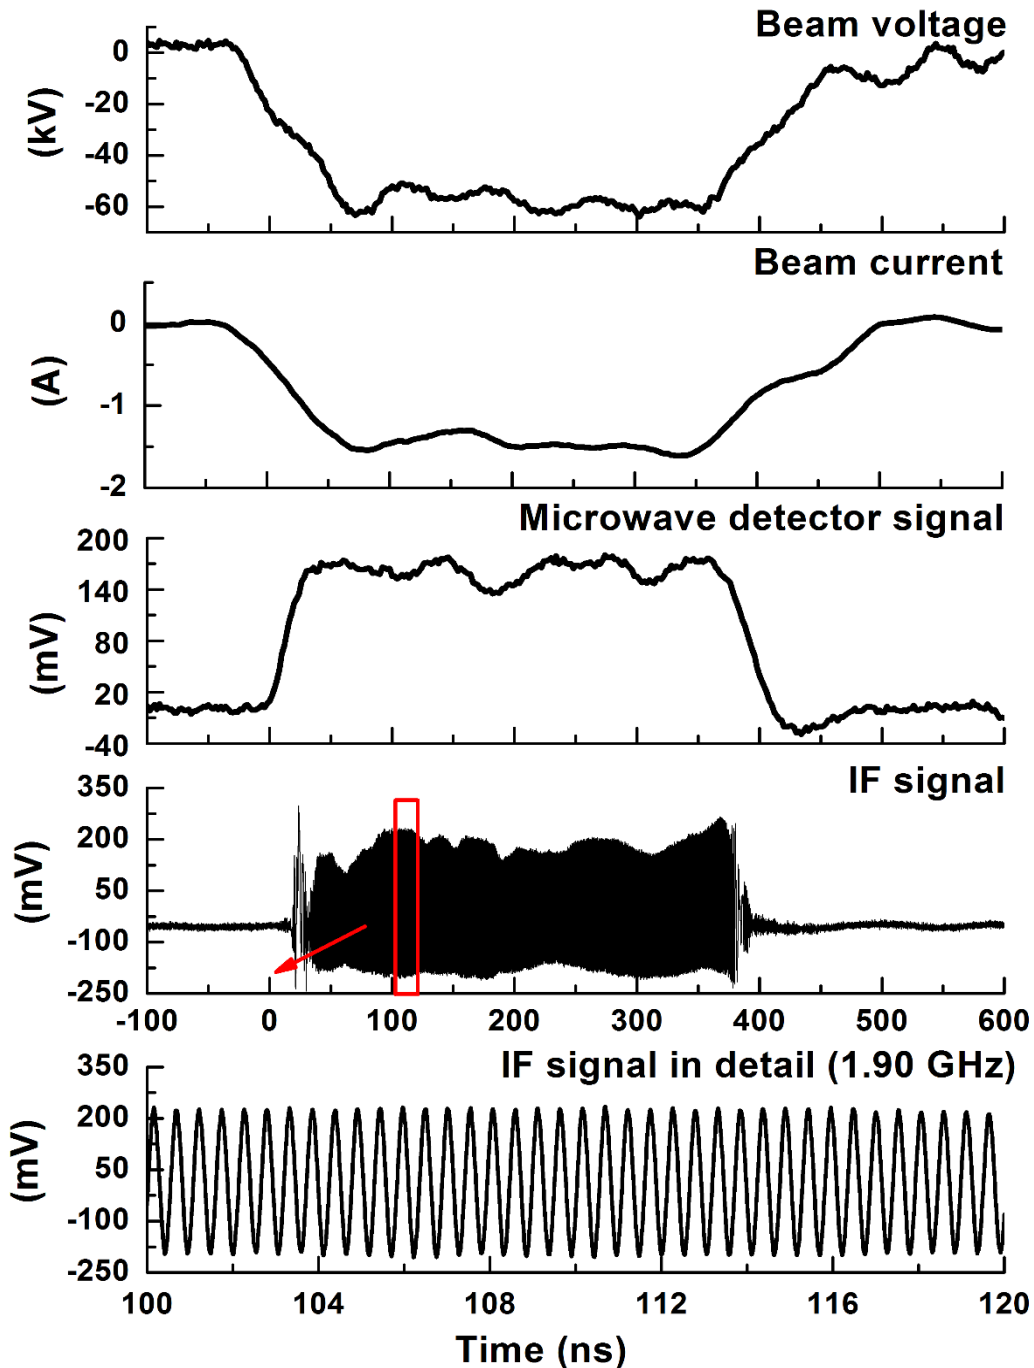 Beam voltage
0
-20
-40
-60
(kV)
Beam current
0
-1
-2
(A)
Microwave detector signal
200
140
80
20
-40
(mV)
IF signal
350
200
50
-100
-250
(mV)
-100 0 100 200 300 400 500 600
IF signal in detail (1.90 GHz)
350
200
50
-100
-250
(mV)
100 104 108 112 116 120
Time (ns)